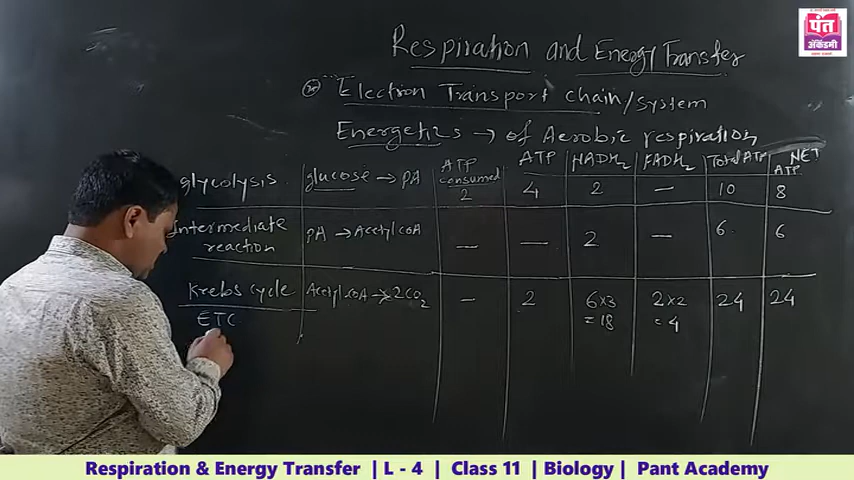 पंत
अ‍ॅकॅडमी
Respiration and Energy Transfer
Electron Transport chain/system
Energetics → of Aerobic respiration
ATP consumed ATP NADH₂ FADH₂ Total ATP NET ATP
glycolysis glucose → PA 2 4 2 — 10 8
Intermediate reaction PA → Acetyl CoA — — 2 — 6 6
Krebs cycle Acetyl CoA → 2CO₂ — 2 6×3 = 18 2×2 = 4 24 24
ETC
Respiration & Energy Transfer | L - 4 | Class 11 | Biology | Pant Academy